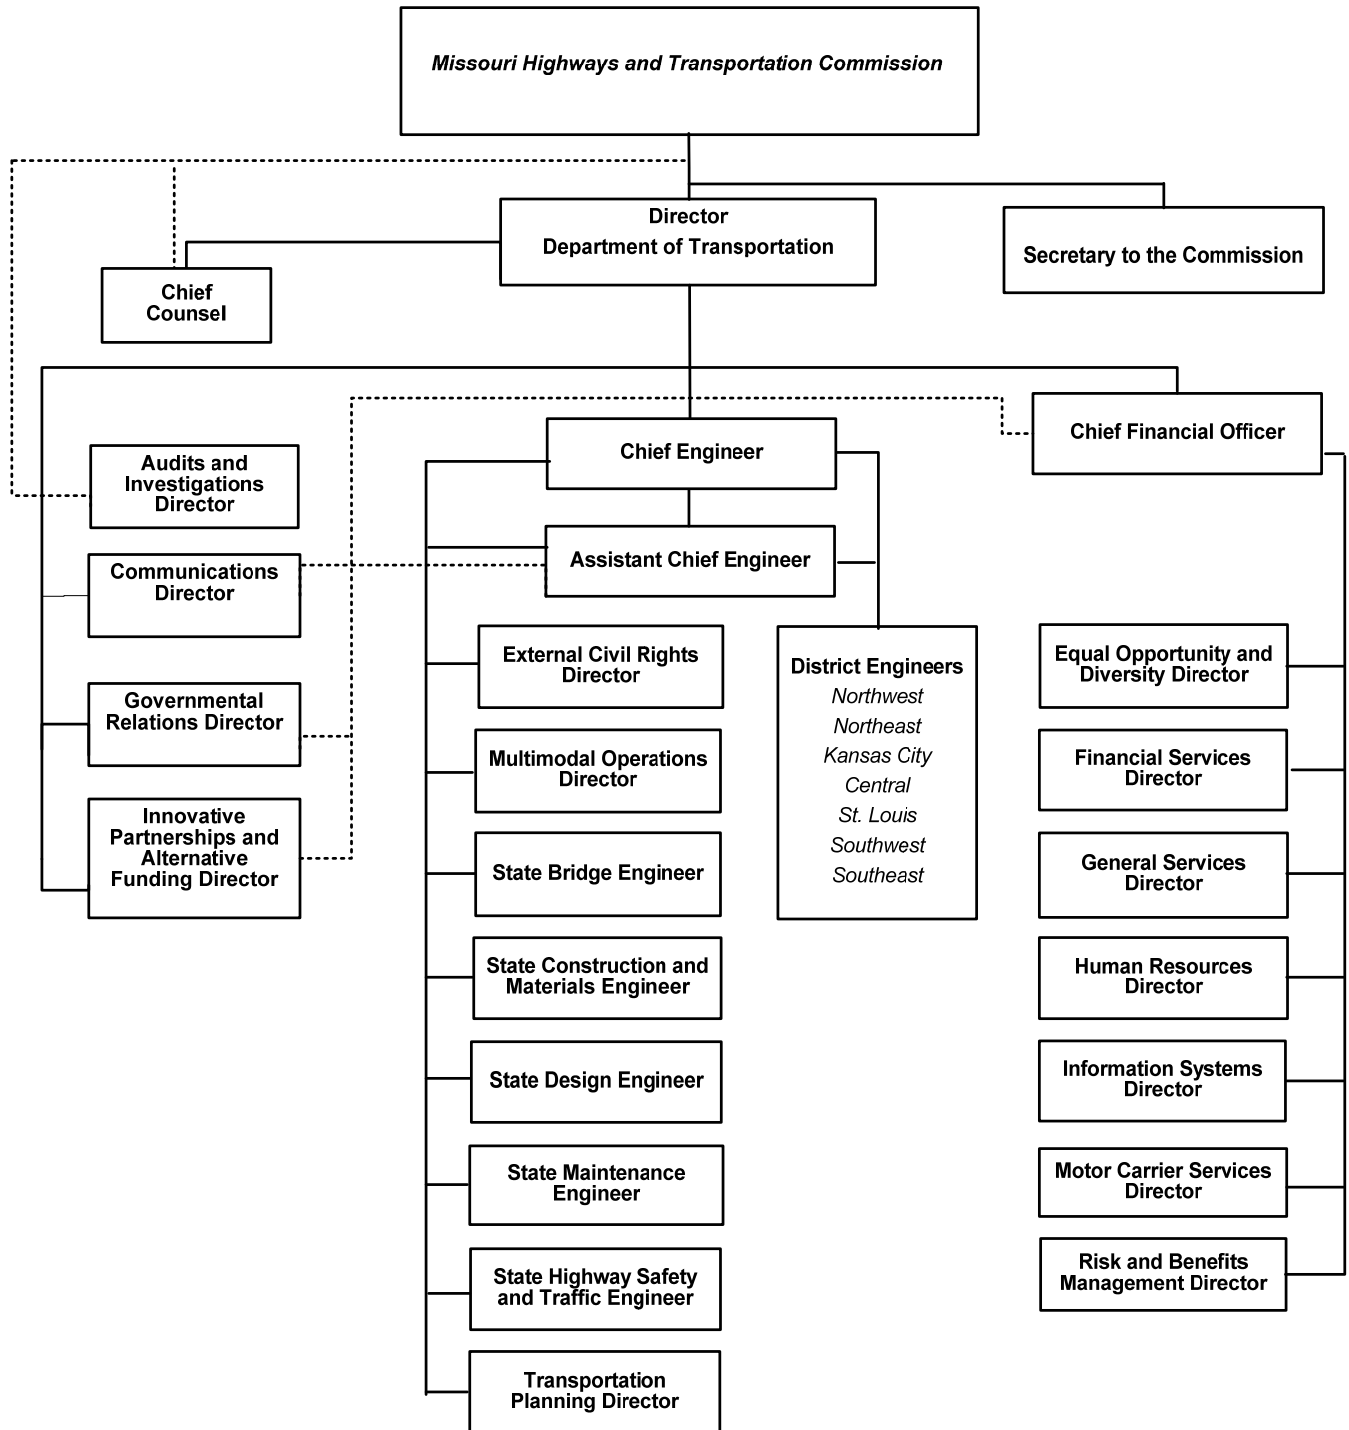 Missouri Highways and Transportation Commission
Director
Department of Transportation
Secretary to the Commission
Chief
Counsel
Chief Financial Officer
Chief Engineer
Audits and
Investigations
Director
Assistant Chief Engineer
Communications
Director
Governmental
Relations Director
Innovative
Partnerships and
Alternative
Funding Director
External Civil Rights
Director
Multimodal Operations
Director
State Bridge Engineer
State Construction and
Materials Engineer
State Design Engineer
State Maintenance
Engineer
State Highway Safety
and Traffic Engineer
Transportation
Planning Director
District Engineers
Northwest
Northeast
Kansas City
Central
St. Louis
Southwest
Southeast
Equal Opportunity and
Diversity Director
Financial Services
Director
General Services
Director
Human Resources
Director
Information Systems
Director
Motor Carrier Services
Director
Risk and Benefits
Management Director